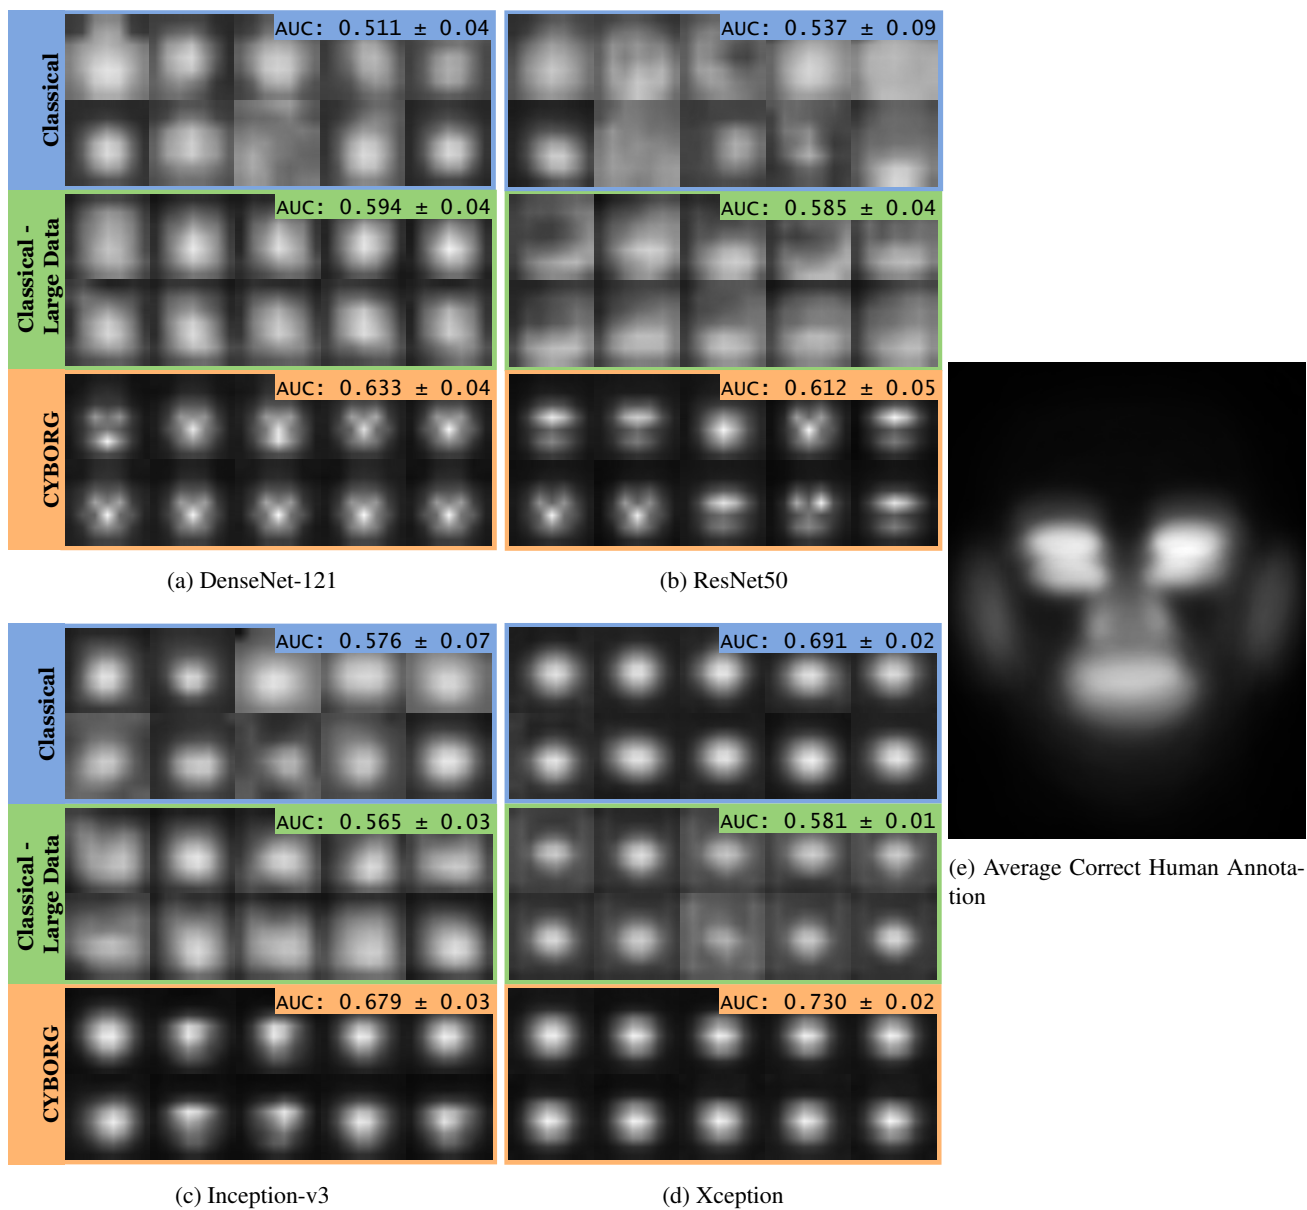 Classical
AUC: 0.511 ± 0.04
AUC: 0.537 ± 0.09
Classical -
Large Data
AUC: 0.594 ± 0.04
AUC: 0.585 ± 0.04
CYBORG
AUC: 0.633 ± 0.04
AUC: 0.612 ± 0.05
(a) DenseNet-121
(b) ResNet50
Classical
AUC: 0.576 ± 0.07
AUC: 0.691 ± 0.02
Classical -
Large Data
AUC: 0.565 ± 0.03
AUC: 0.581 ± 0.01
CYBORG
AUC: 0.679 ± 0.03
AUC: 0.730 ± 0.02
(c) Inception-v3
(d) Xception
(e) Average Correct Human Annota-
tion